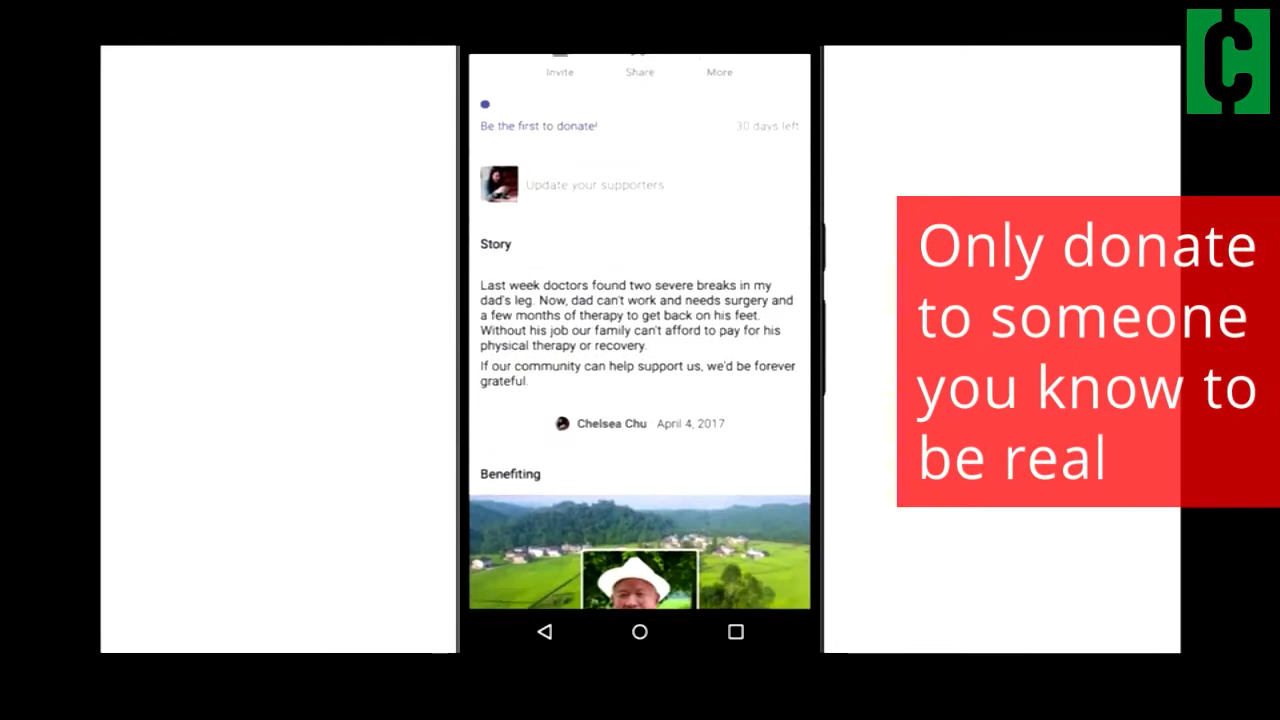 Invite Share More
Be the first to donate! 30 days left
Update your supporters
Story
Last week doctors found two severe breaks in my
dad's leg. Now, dad can't work and needs surgery and
a few months of therapy to get back on his feet.
Without his job our family can't afford to pay for his
physical therapy or recovery.
If our community can help support us, we'd be forever
grateful.
Chelsea Chu April 4, 2017
Benefiting
Only donate
to someone
you know to
be real